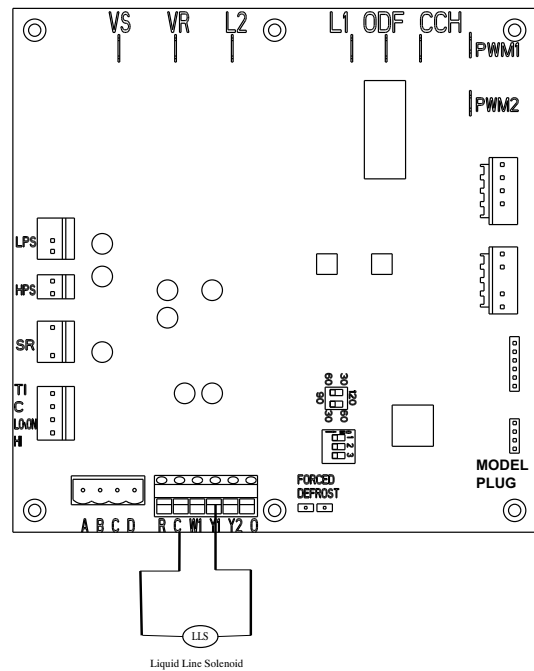 VS VR L2 L1 ODF CCH
PWM1
PWM2
LPS
HPS
SR
TI
C
LO\ON
HI
60 30
90 120
30 60
1
2
3
FORCED
DEFROST
MODEL
PLUG
A B C D R C W1 Y1 Y2 O
LLS
Liquid Line Solenoid